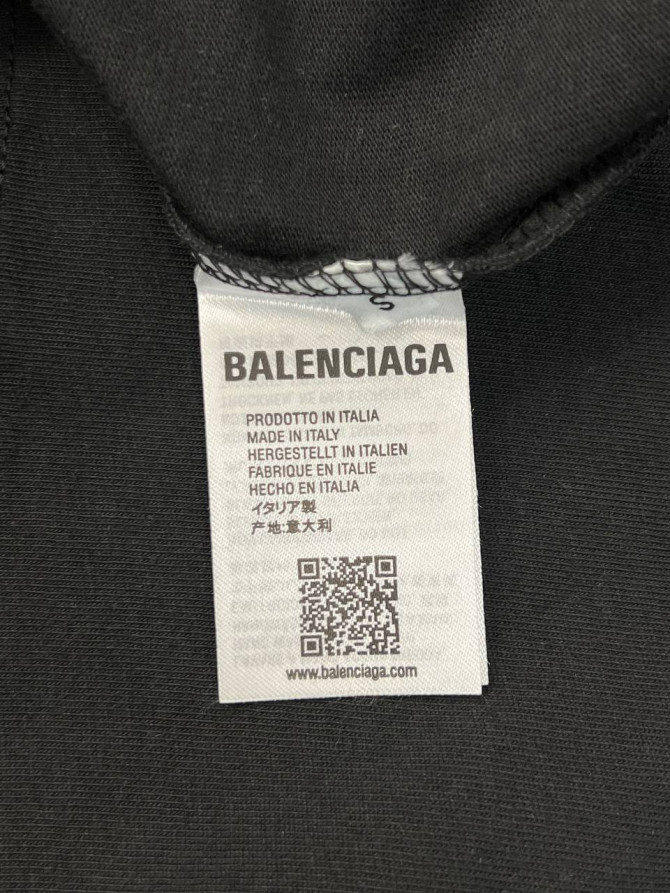 S
BALENCIAGA
PRODOTTO IN ITALIA
MADE IN ITALY
HERGESTELLT IN ITALIEN
FABRIQUE EN ITALIE
HECHO EN ITALIA
イタリア製
产地:意大利
www.balenciaga.com